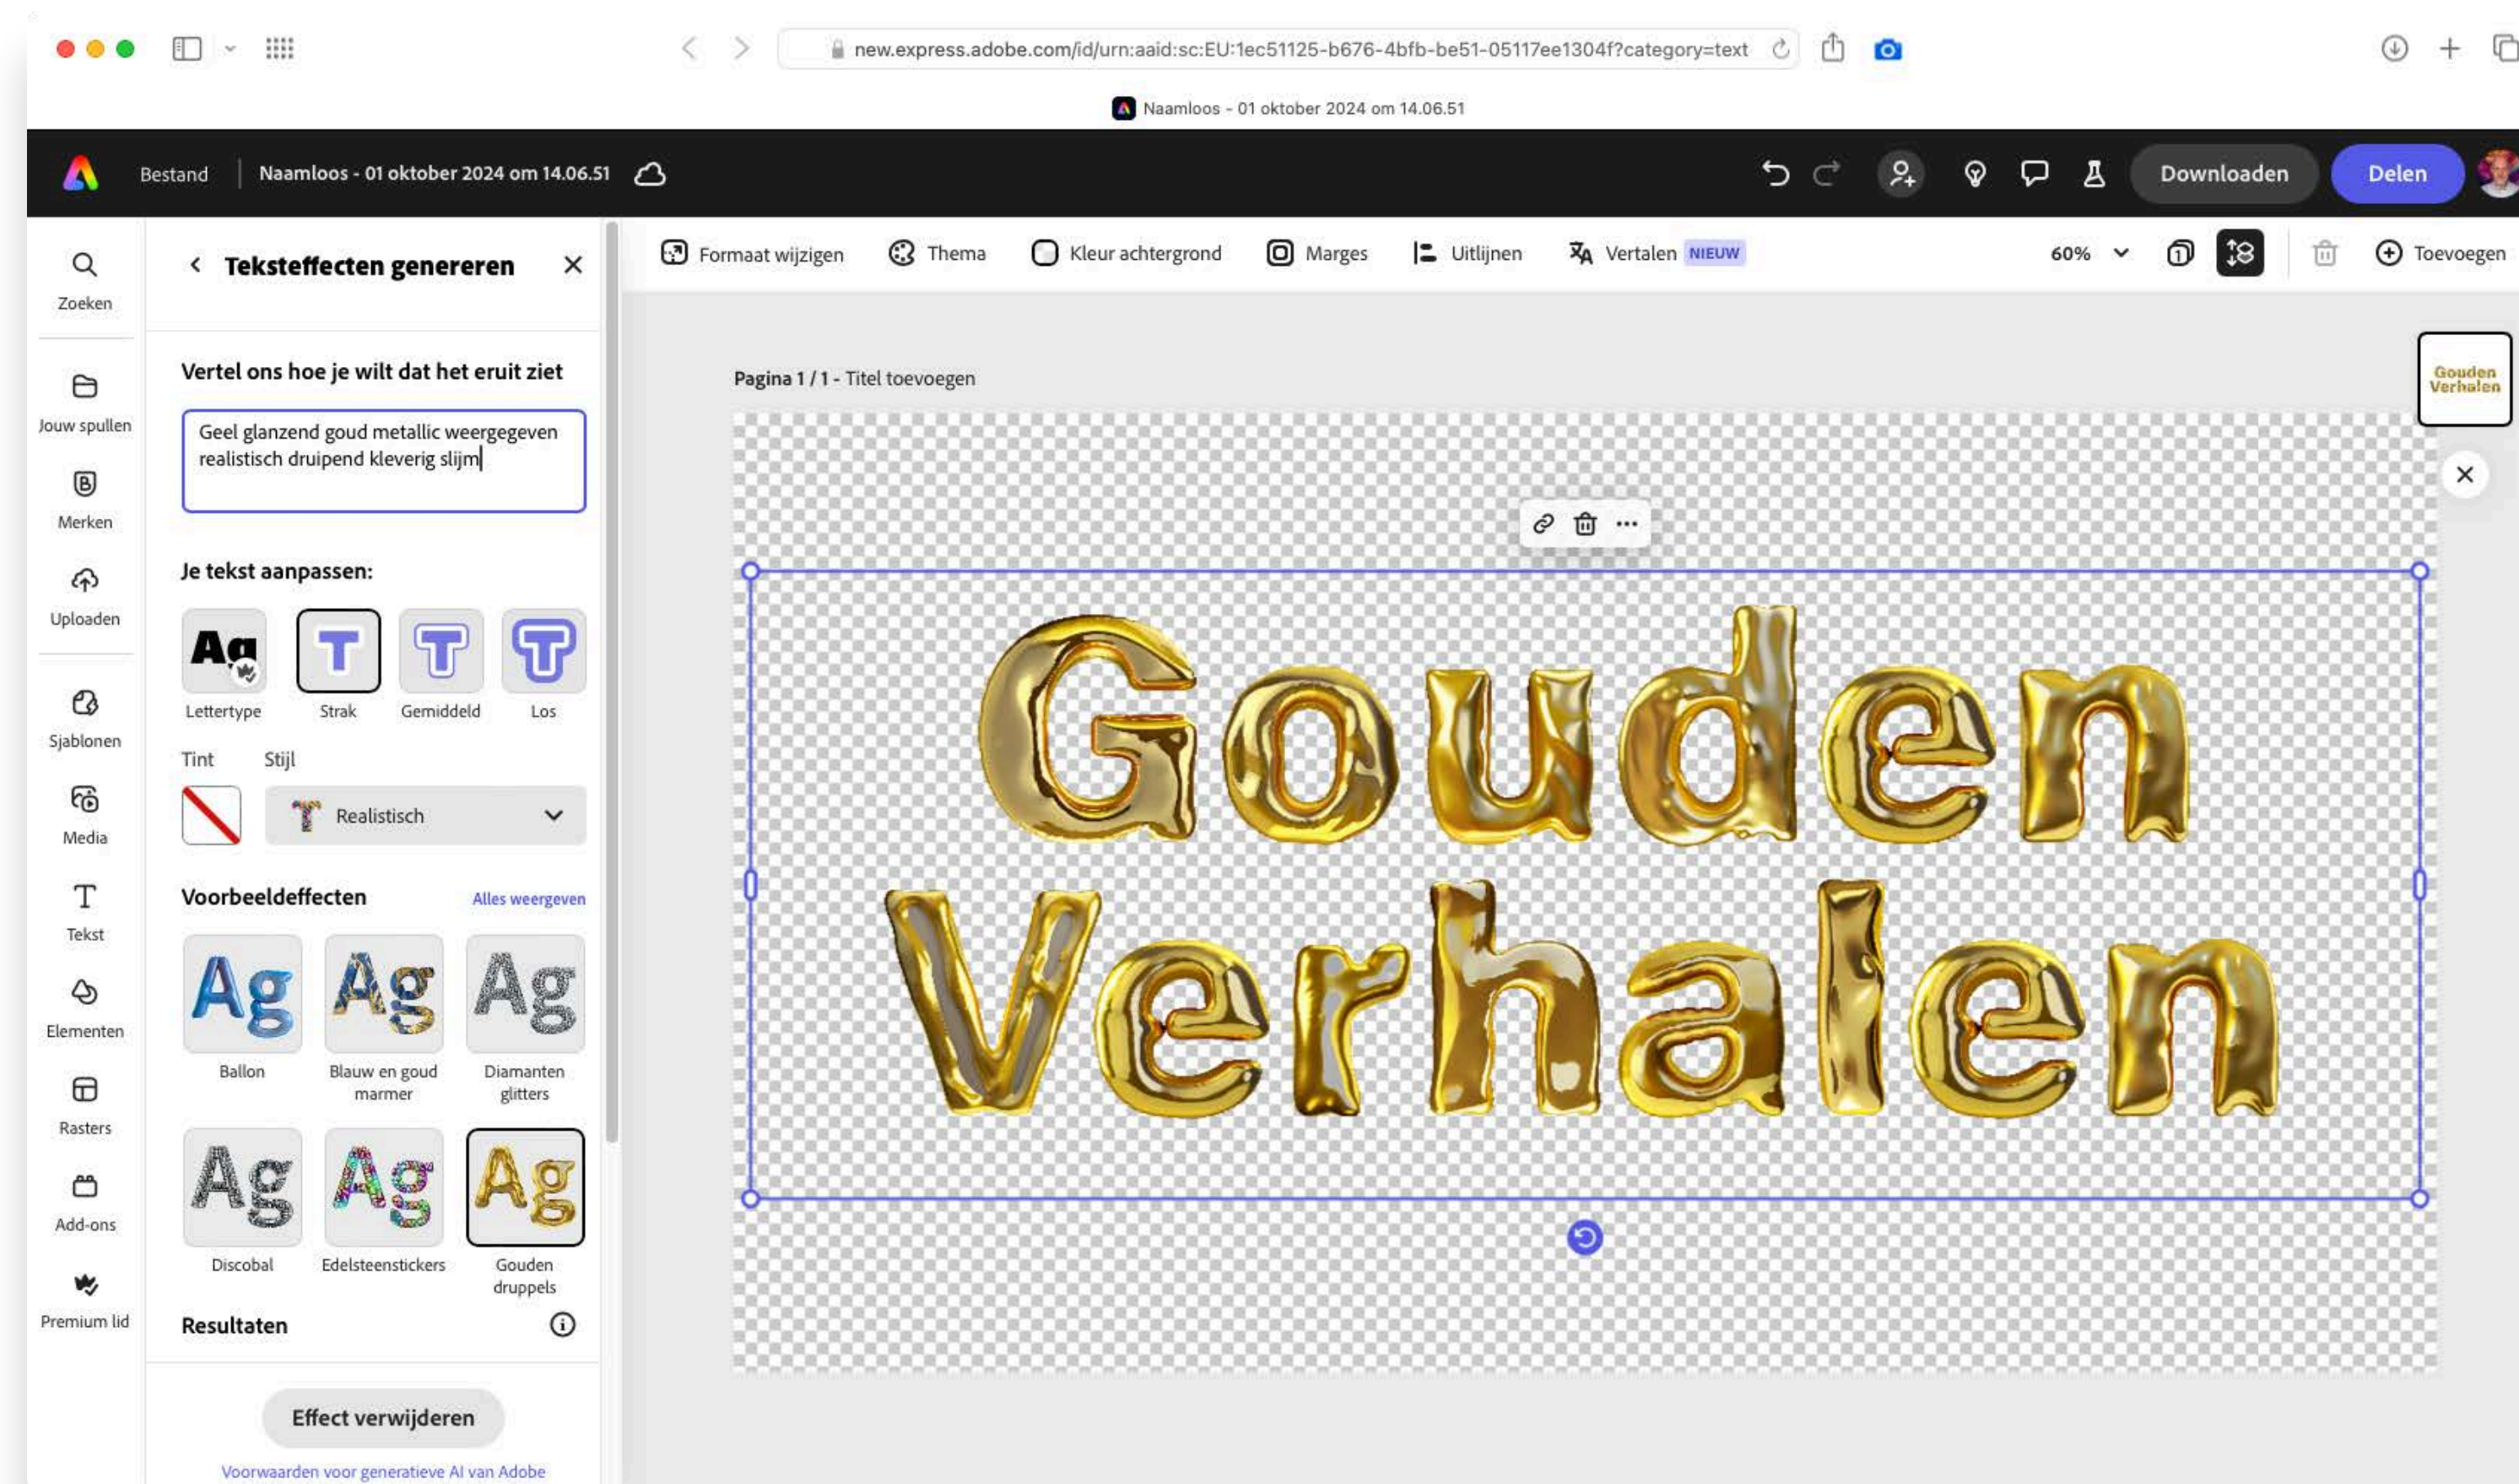 new.express.adobe.com/id/urn:aaid:sc:EU:1ec51125-b676-4bfb-be51-05117ee1304f?category=text
Naamloos - 01 oktober 2024 om 14.06.51
Bestand
Naamloos - 01 oktober 2024 om 14.06.51
Downloaden
Delen
Zoeken
Jouw spullen
Merken
Uploaden
Sjablonen
Media
Tekst
Elementen
Rasters
Add-ons
Premium lid
Teksteffecten genereren
Vertel ons hoe je wilt dat het eruit ziet
Geel glanzend goud metallic weergegeven
realistisch druipend kleverig slijm
Je tekst aanpassen:
Ag T T T
Lettertype Strak Gemiddeld Los
Tint Stijl
T Realistisch
Voorbeeldeffecten Alles weergeven
Ag Ag Ag
Ballon Blauw en goud Diamanten
marmer glitters
Ag Ag Ag
Discobal Edelsteenstickers Gouden
druppels
Resultaten
Effect verwijderen
Voorwaarden voor generatieve AI van Adobe
Formaat wijzigen Thema Kleur achtergrond Marges Uitlijnen Vertalen NIEUW 60% 1 Toevoegen
Pagina 1 / 1 - Titel toevoegen
Gouden
Verhalen
Gouden
Verhalen